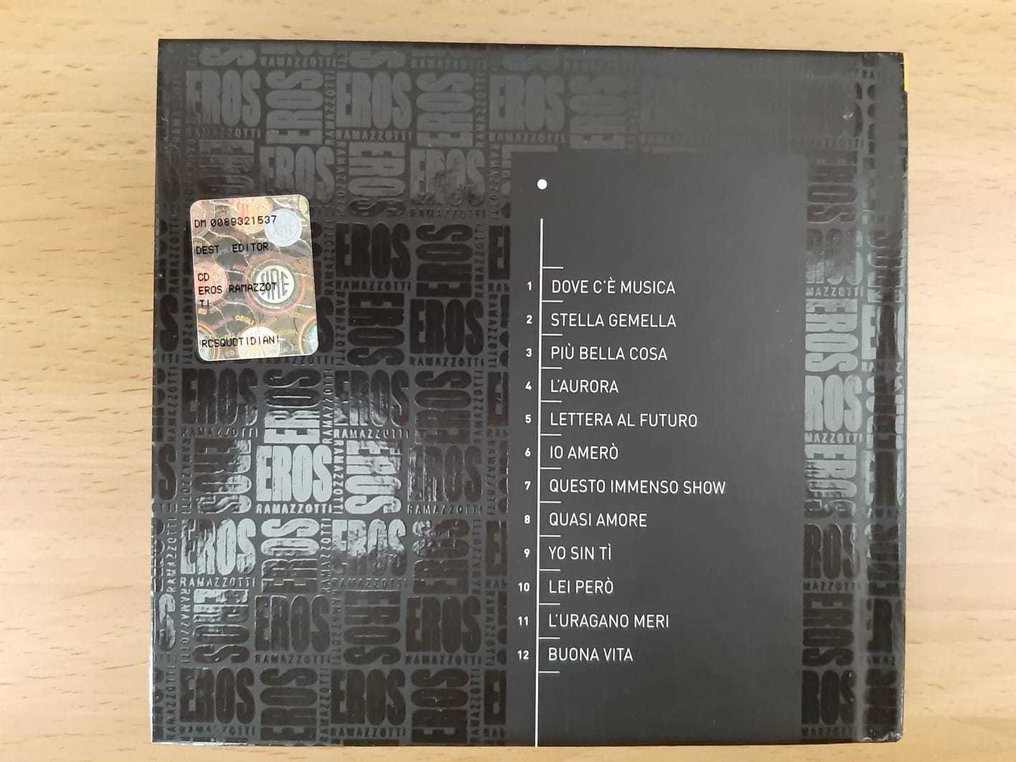 EROS
RAMAZZOTTI
DM 0089321537
DEST. EDITOR.
CD
EROS RAMAZZOT
TI
RCSQUOTIDIANI
1 DOVE C'È MUSICA
2 STELLA GEMELLA
3 PIÙ BELLA COSA
4 L'AURORA
5 LETTERA AL FUTURO
6 IO AMERÒ
7 QUESTO IMMENSO SHOW
8 QUASI AMORE
9 YO SIN TÌ
10 LEI PERÒ
11 L'URAGANO MERI
12 BUONA VITA